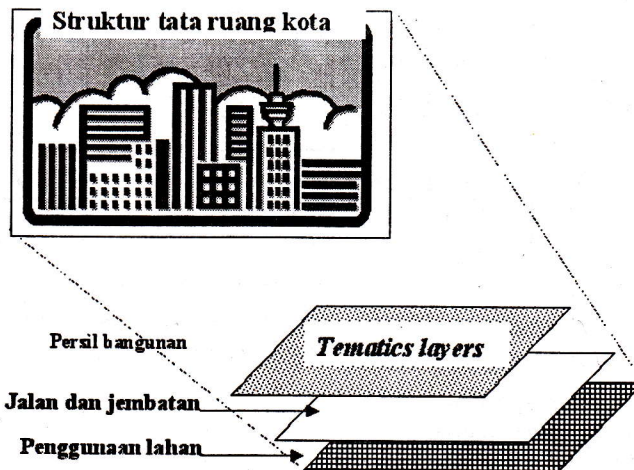 Struktur tata ruang kota
Persil bangunan
Tematics layers
Jalan dan jembatan
Penggunaan lahan